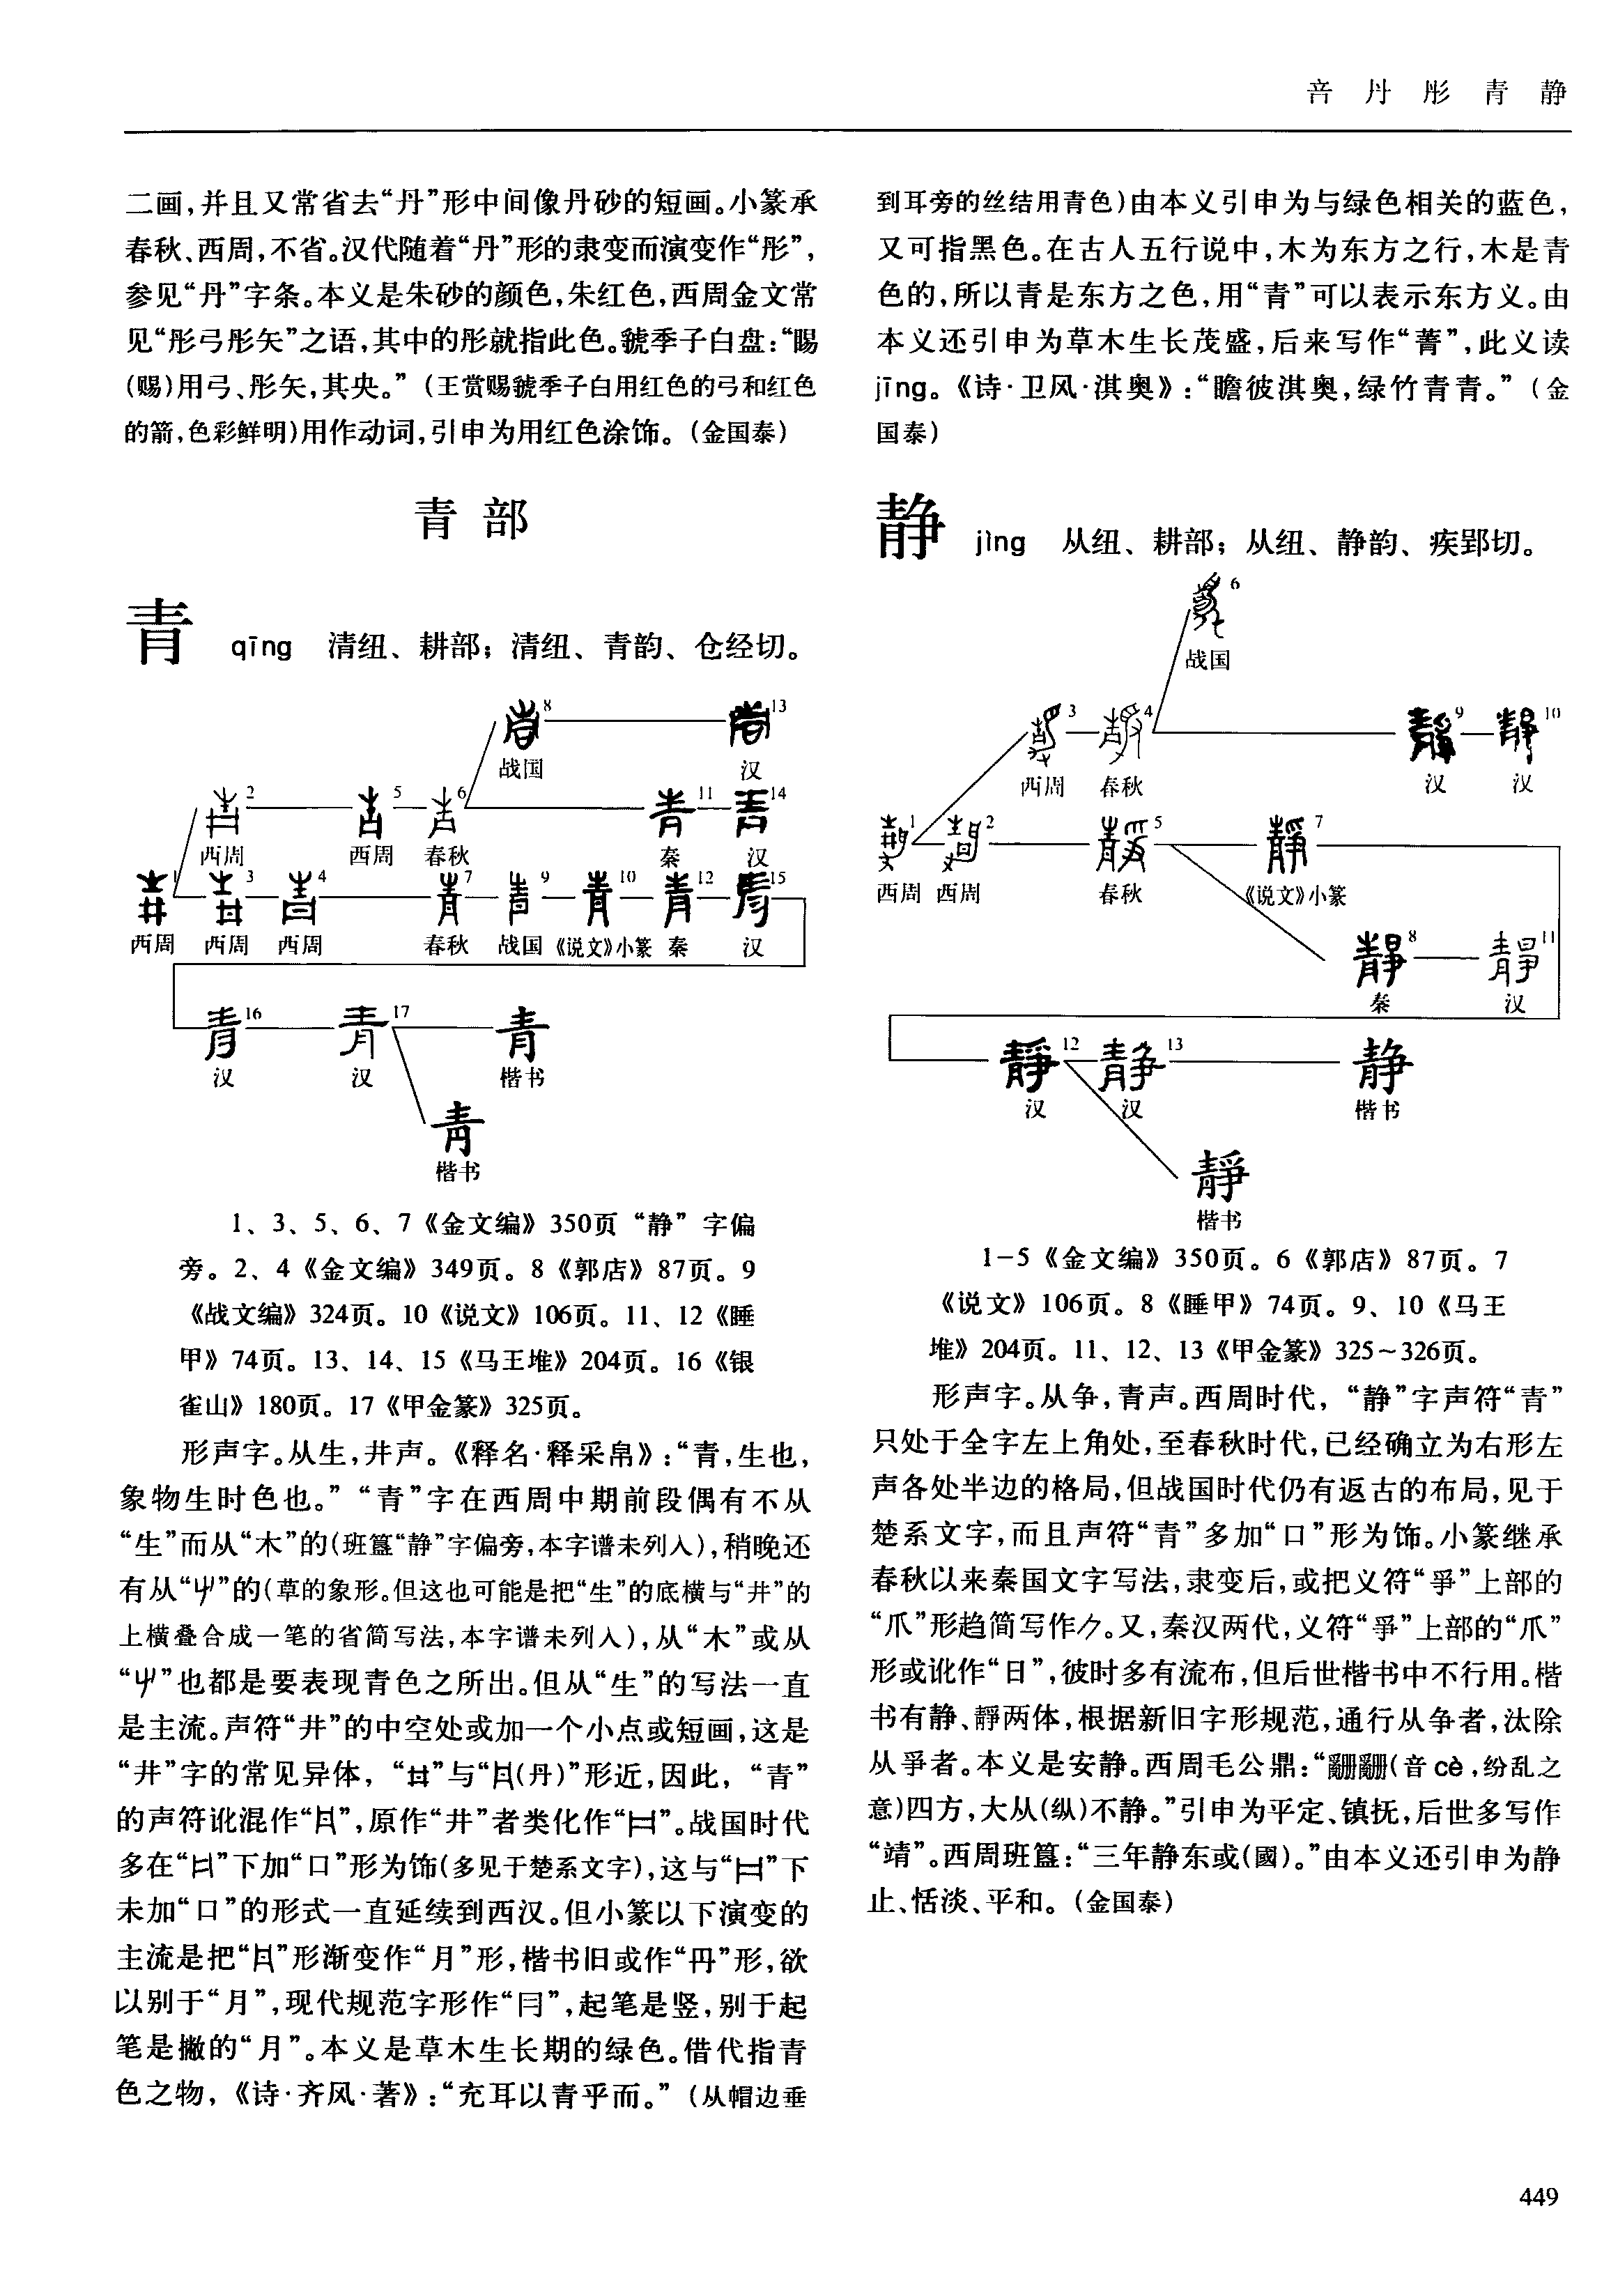 音 丹 彤 青 静
二画,并且又常省去“丹”形中间像丹砂的短画。小篆承
春秋、西周,不省。汉代随着“丹”形的隶变而演变作“彤”,
参见“丹”字条。本义是朱砂的颜色,朱红色,西周金文常
见“彤弓彤矢”之语,其中的彤就指此色。虢季子白盘:“睗
(赐)用弓、彤矢,其央。”(王赏赐虢季子白用红色的弓和红色
的箭,色彩鲜明)用作动词,引申为用红色涂饰。(金国泰)
青 部
青 qīng 清纽、耕部;清纽、青韵、仓经切。
8 13
战国 汉
2 5 6 11 14
西周 西周 春秋 秦 汉
1 3 4 7 9 10 12 15
西周 西周 西周 春秋 战国 《说文》小篆 秦 汉
16 17 青
汉 汉 楷书
青
楷书
1、3、5、6、7《金文编》350页“静”字偏
旁。2、4《金文编》349页。8《郭店》87页。9
《战文编》324页。10《说文》106页。11、12《睡
甲》74页。13、14、15《马王堆》204页。16《银
雀山》180页。17《甲金篆》325页。
形声字。从生,井声。《释名·释采帛》:“青,生也,
象物生时色也。”“青”字在西周中期前段偶有不从
“生”而从“木”的(班簋“静”字偏旁,本字谱未列入),稍晚还
有从“屮”的(草的象形。但这也可能是把“生”的底横与“井”的
上横叠合成一笔的省简写法,本字谱未列入),从“木”或从
“屮”也都是要表现青色之所出。但从“生”的写法一直
是主流。声符“井”的中空处或加一个小点或短画,这是
“井”字的常见异体,“”与“(丹)”形近,因此,“青”
的声符讹混作“”,原作“井”者类化作“”。战国时代
多在“”下加“口”形为饰(多见于楚系文字),这与“”下
未加“口”的形式一直延续到西汉。但小篆以下演变的
主流是把“”形渐变作“月”形,楷书旧或作“円”形,欲
以别于“月”,现代规范字形作“”,起笔是竖,别于起
笔是撇的“月”。本义是草木生长期的绿色。借代指青
色之物,《诗·齐风·著》:“充耳以青乎而。”(从帽边垂
到耳旁的丝结用青色)由本义引申为与绿色相关的蓝色,
又可指黑色。在古人五行说中,木为东方之行,木是青
色的,所以青是东方之色,用“青”可以表示东方义。由
本义还引申为草木生长茂盛,后来写作“菁”,此义读
jīng。《诗·卫风·淇奥》:“瞻彼淇奥,绿竹青青。”(金
国泰)
静 jìng 从纽、耕部;从纽、静韵、疾郢切。
6
战国
3 4 9 10
西周 春秋 汉 汉
1 2 5 7
西周 西周 春秋 《说文》小篆
8 11
秦 汉
12 13 静
汉 汉 楷书
靜
楷书
1-5《金文编》350页。6《郭店》87页。7
《说文》106页。8《睡甲》74页。9、10《马王
堆》204页。11、12、13《甲金篆》325~326页。
形声字。从争,青声。西周时代,“静”字声符“青”
只处于全字左上角处,至春秋时代,已经确立为右形左
声各处半边的格局,但战国时代仍有返古的布局,见于
楚系文字,而且声符“青”多加“口”形为饰。小篆继承
春秋以来秦国文字写法,隶变后,或把义符“爭”上部的
“爪”形趋简写作⺈。又,秦汉两代,义符“爭”上部的“爪”
形或讹作“日”,彼时多有流布,但后世楷书中不行用。楷
书有静、靜两体,根据新旧字形规范,通行从争者,汰除
从爭者。本义是安静。西周毛公鼎:“(音cè,纷乱之
意)四方,大从(纵)不静。”引申为平定、镇抚,后世多写作
“靖”。西周班簋:“三年静东或(國)。”由本义还引申为静
止、恬淡、平和。(金国泰)
449